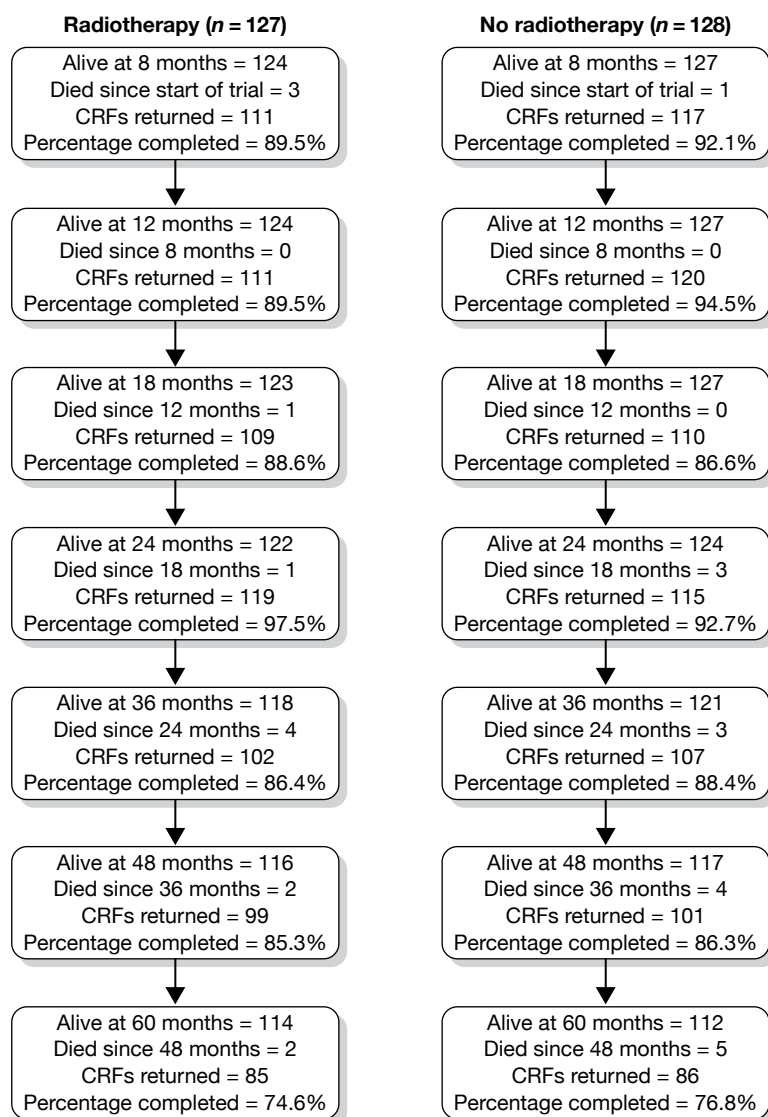 Radiotherapy (n = 127)
Alive at 8 months = 124
Died since start of trial = 3
CRFs returned = 111
Percentage completed = 89.5%
Alive at 12 months = 124
Died since 8 months = 0
CRFs returned = 111
Percentage completed = 89.5%
Alive at 18 months = 123
Died since 12 months = 1
CRFs returned = 109
Percentage completed = 88.6%
Alive at 24 months = 122
Died since 18 months = 1
CRFs returned = 119
Percentage completed = 97.5%
Alive at 36 months = 118
Died since 24 months = 4
CRFs returned = 102
Percentage completed = 86.4%
Alive at 48 months = 116
Died since 36 months = 2
CRFs returned = 99
Percentage completed = 85.3%
Alive at 60 months = 114
Died since 48 months = 2
CRFs returned = 85
Percentage completed = 74.6%
No radiotherapy (n = 128)
Alive at 8 months = 127
Died since start of trial = 1
CRFs returned = 117
Percentage completed = 92.1%
Alive at 12 months = 127
Died since 8 months = 0
CRFs returned = 120
Percentage completed = 94.5%
Alive at 18 months = 127
Died since 12 months = 0
CRFs returned = 110
Percentage completed = 86.6%
Alive at 24 months = 124
Died since 18 months = 3
CRFs returned = 115
Percentage completed = 92.7%
Alive at 36 months = 121
Died since 24 months = 3
CRFs returned = 107
Percentage completed = 88.4%
Alive at 48 months = 117
Died since 36 months = 4
CRFs returned = 101
Percentage completed = 86.3%
Alive at 60 months = 112
Died since 48 months = 5
CRFs returned = 86
Percentage completed = 76.8%